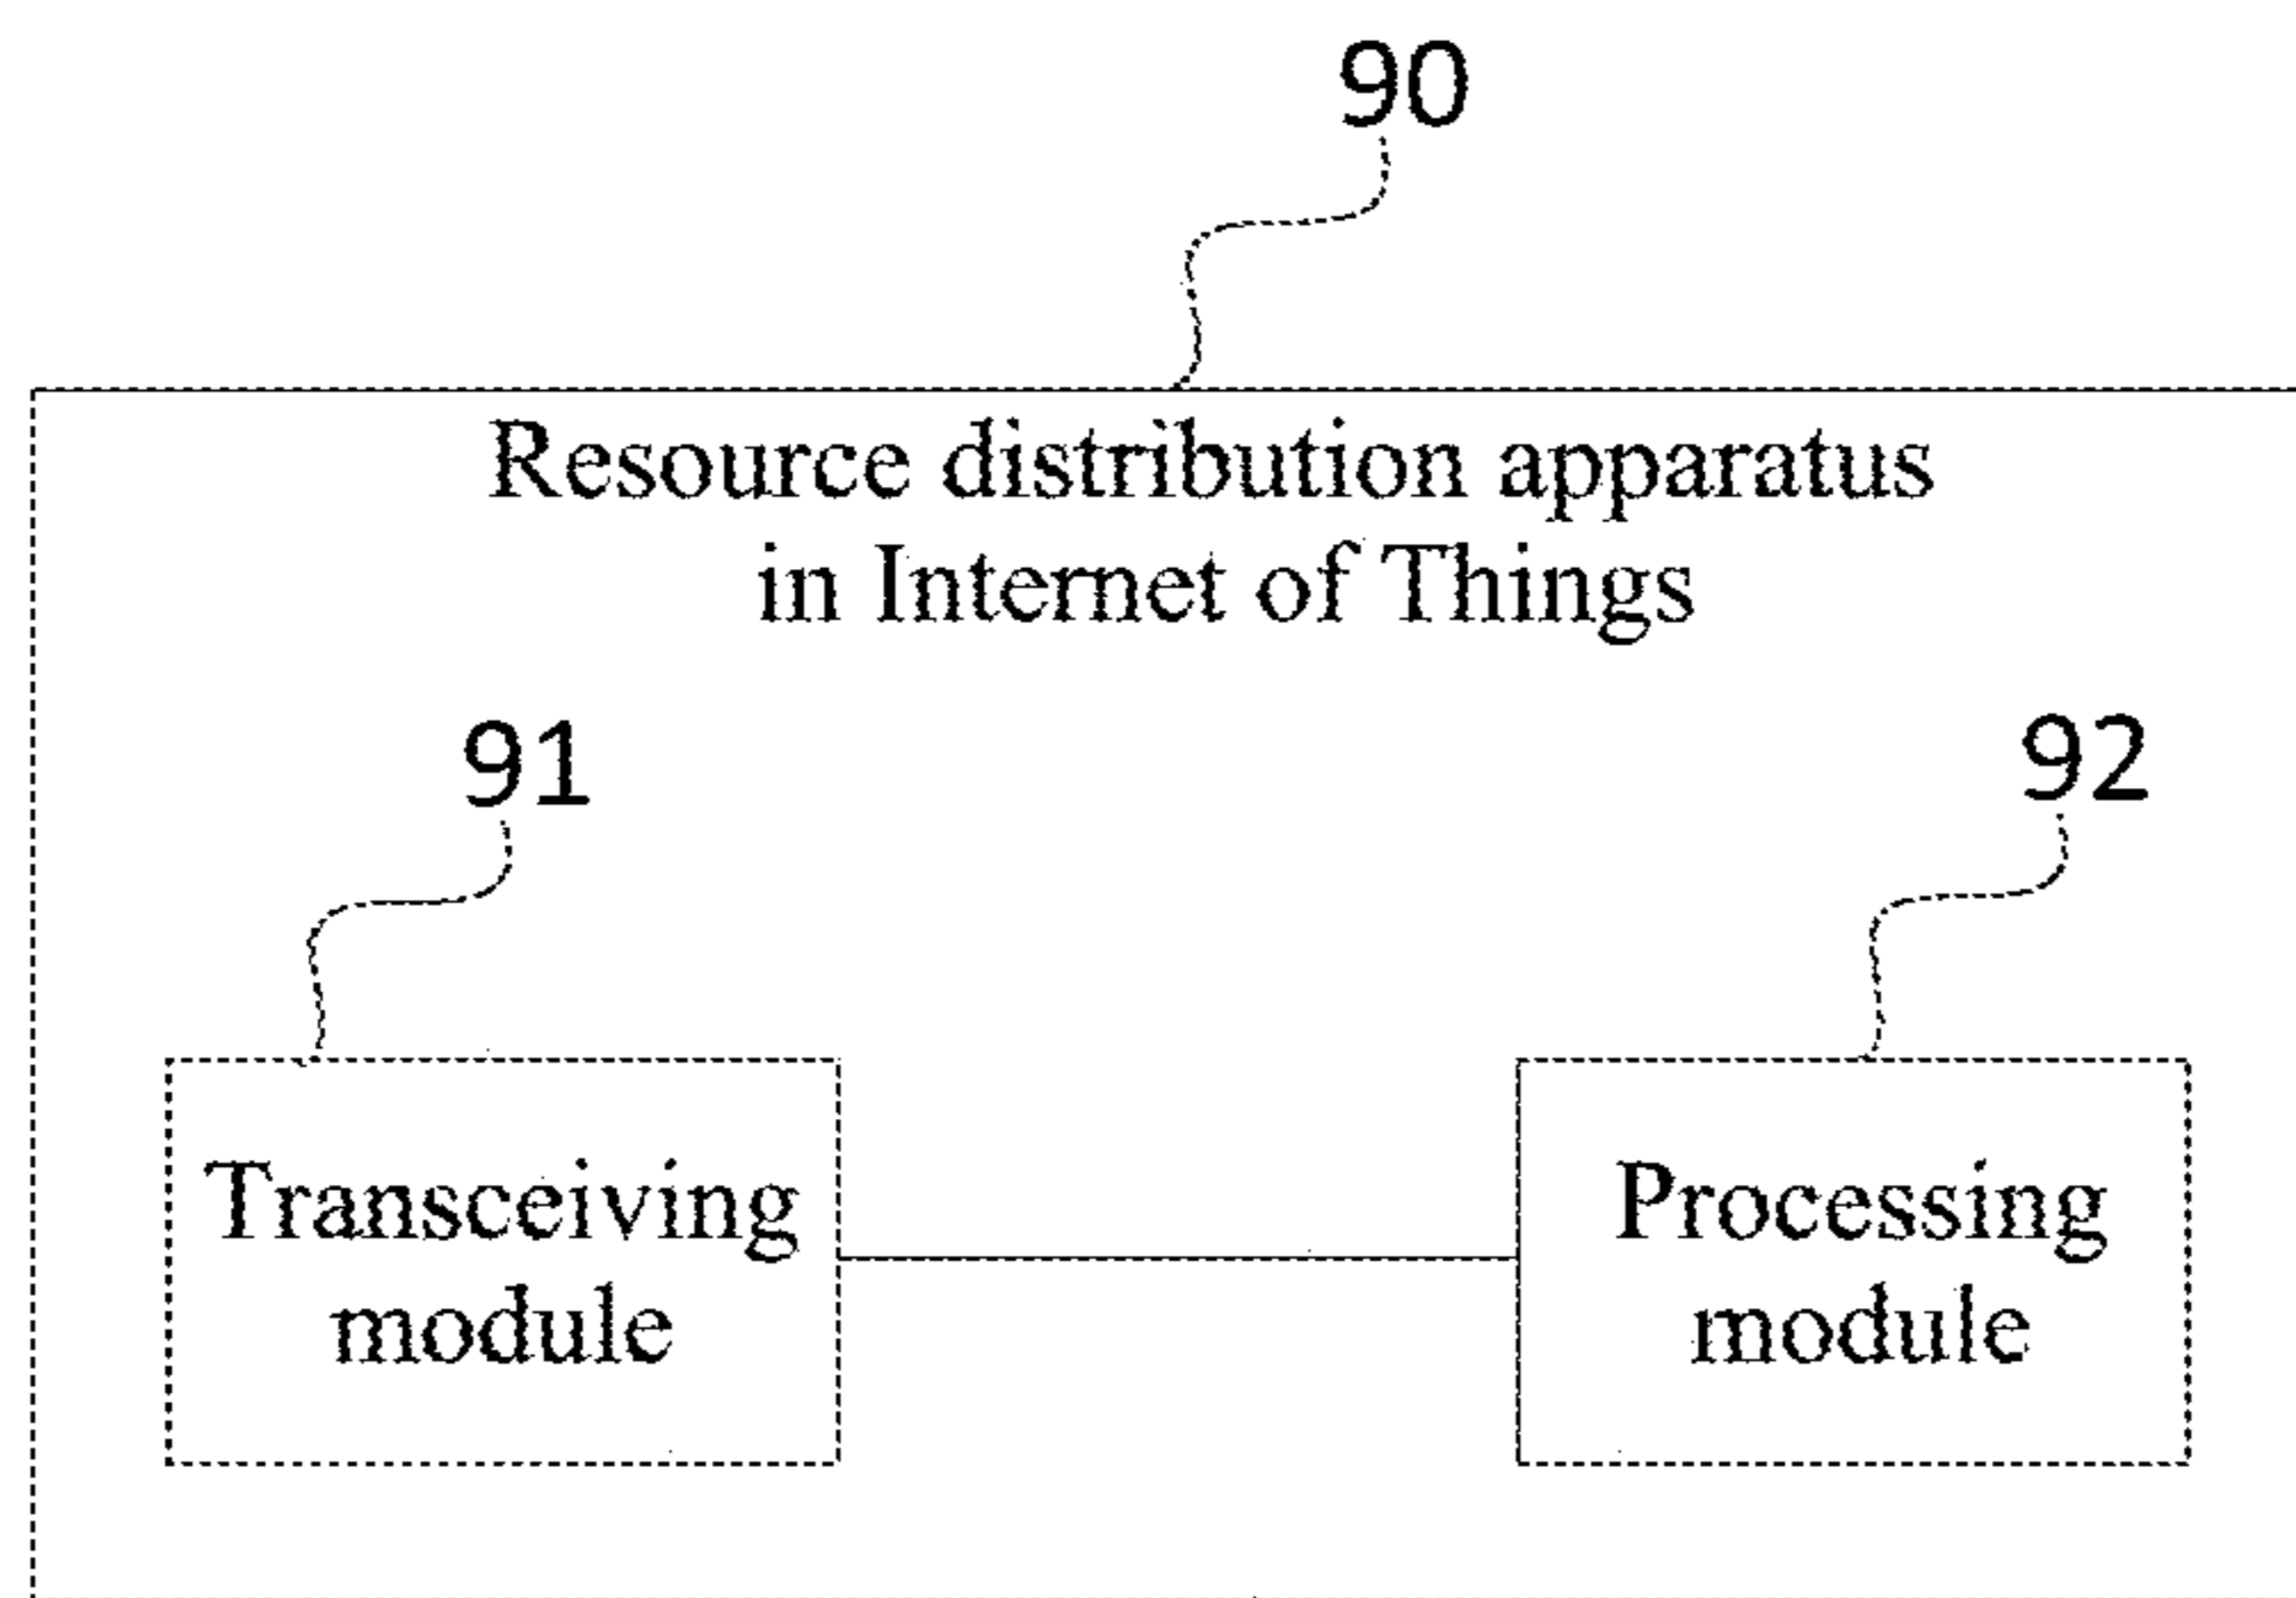 90
Resource distribution apparatus
in Internet of Things
91
92
Transceiving
module
Processing
module